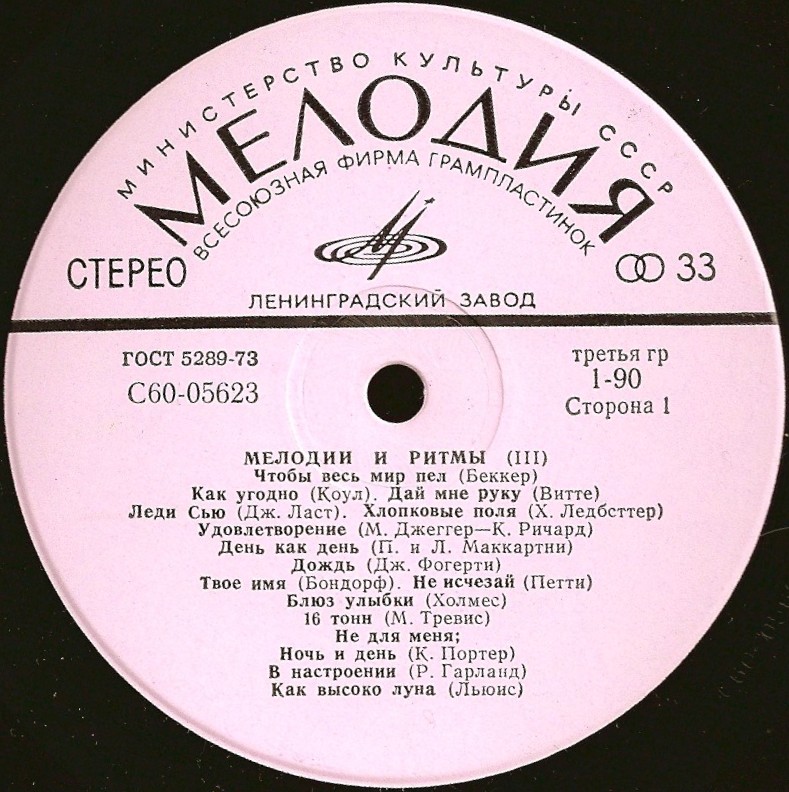 МИНИСТЕРСТВО КУЛЬТУРЫ СССР
МЕЛОДИЯ
ВСЕСОЮЗНАЯ ФИРМА ГРАМПЛАСТИНОК
СТЕРЕО
33
ЛЕНИНГРАДСКИЙ ЗАВОД
ГОСТ 5289-73
С60-05623
третья гр
1-90
Сторона 1
МЕЛОДИИ И РИТМЫ (III)
Чтобы весь мир пел (Беккер)
Как угодно (Коул). Дай мне руку (Витте)
Леди Сью (Дж. Ласт). Хлопковые поля (Х. Ледбсттер)
Удовлетворение (М. Джеггер—К. Ричард)
День как день (П. и Л. Маккартни)
Дождь (Дж. Фогерти)
Твое имя (Бондорф). Не исчезай (Петти)
Блюз улыбки (Холмес)
16 тонн (М. Тревис)
Не для меня;
Ночь и день (К. Портер)
В настроении (Р. Гарланд)
Как высоко луна (Льюис)